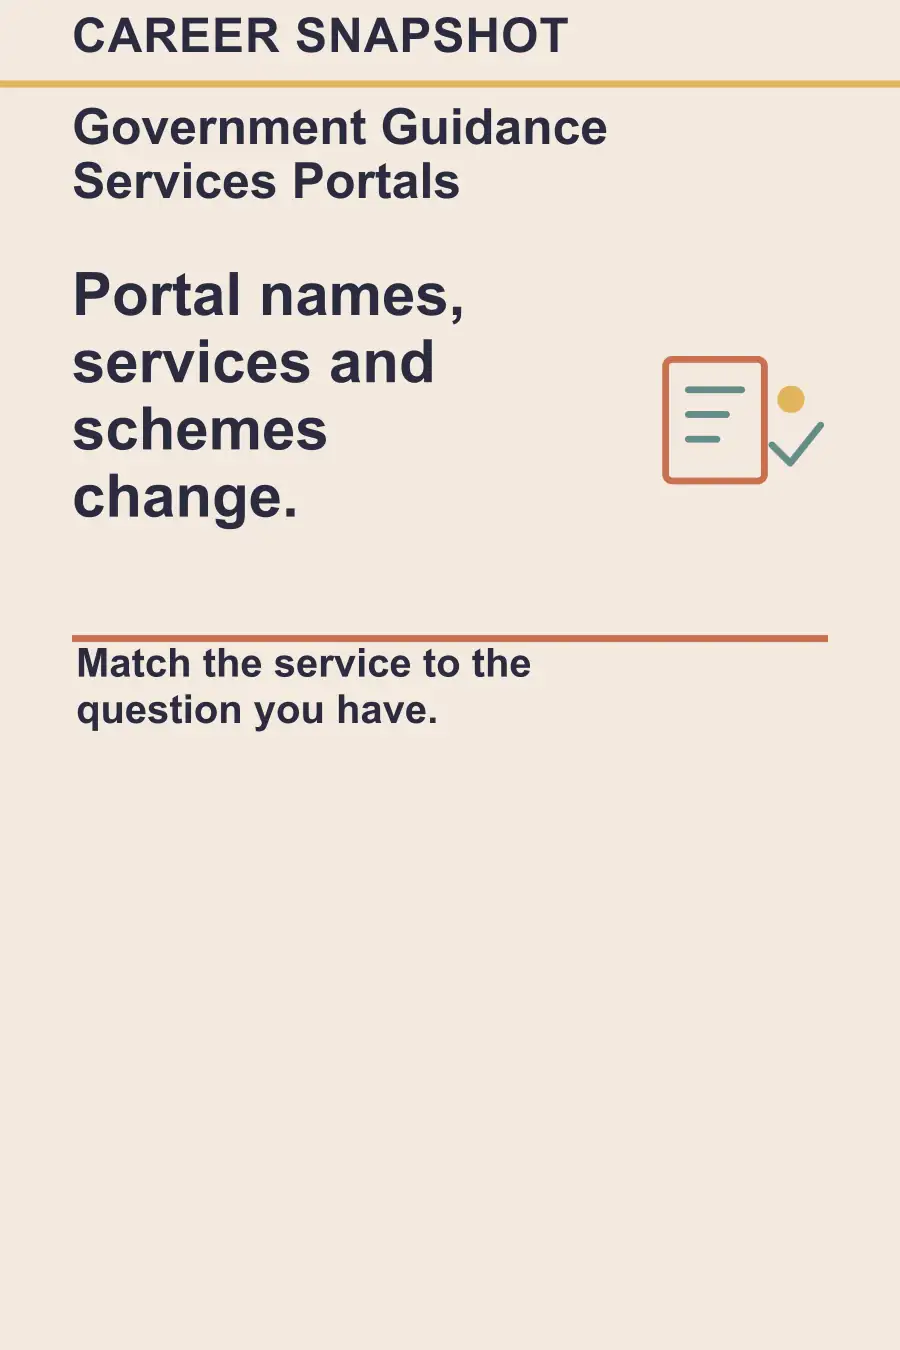 CAREER SNAPSHOT
Government Guidance
Services Portals
Portal names,
services and
schemes
change.
Match the service to the
question you have.